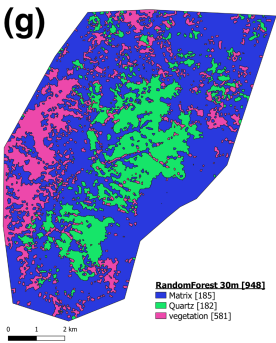 (g)
RandomForest 30m [948]
Matrix [185]
Quartz [182]
vegetation [581]
0 1 2 km